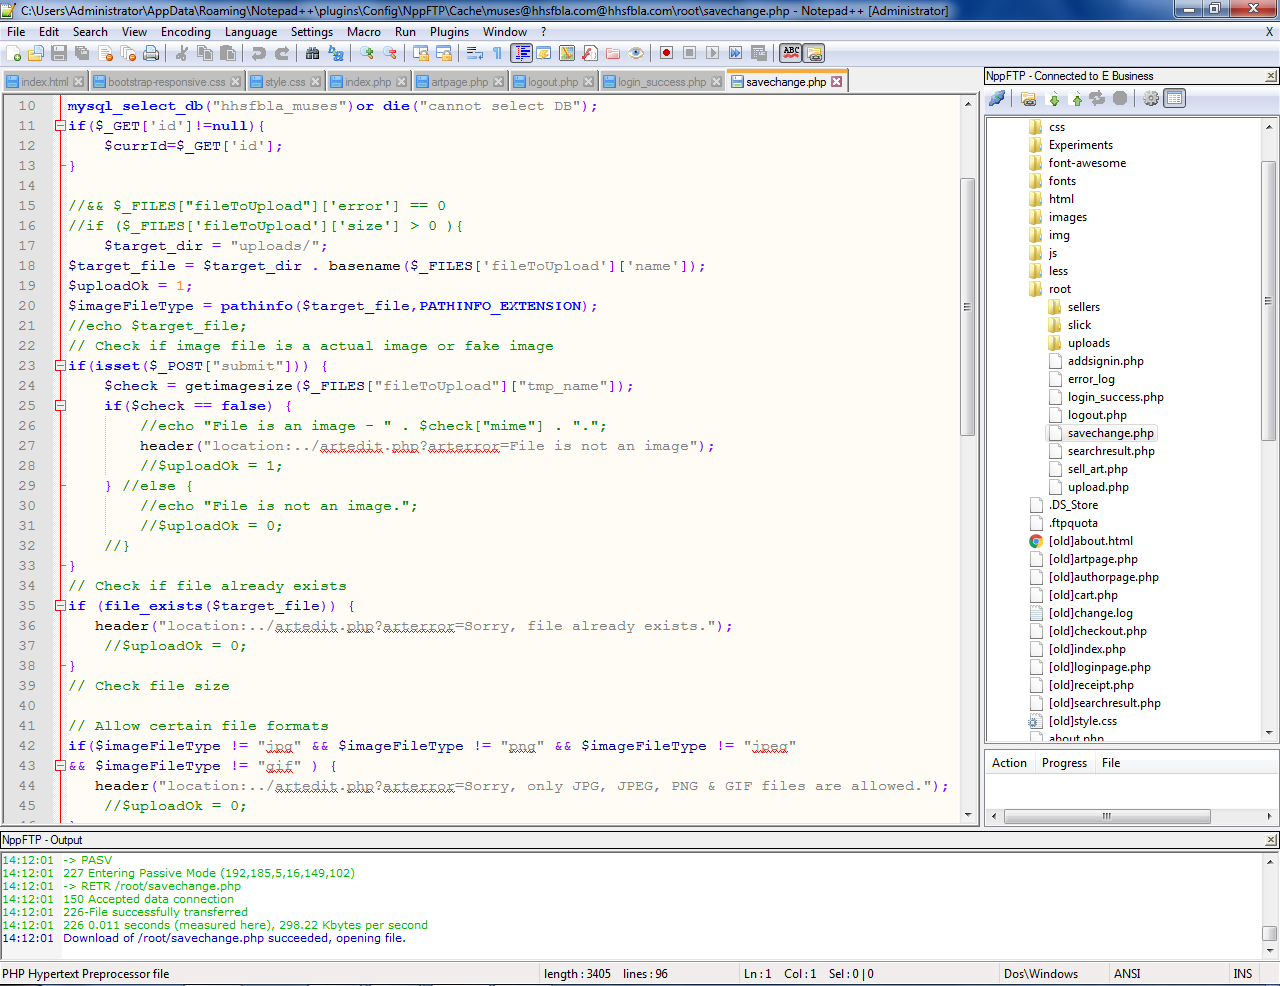 C:\Users\Administrator\AppData\Roaming\Notepad++\plugins\Config\NppFTP\Cache\muses@hhsfbla.com@hhsfbla.com\root\savechange.php - Notepad++ [Administrator]
File Edit Search View Encoding Language Settings Macro Run Plugins Window ? X
index.html bootstrap-responsive.css style.css index.php artpage.php logout.php login_success.php savechange.php
10 mysql_select_db("hhsfbla_muses")or die("cannot select DB");
11 if($_GET['id']!=null){
12 $currId=$_GET['id'];
13 }
14
15 //&& $_FILES["fileToUpload"]['error'] == 0
16 //if ($_FILES['fileToUpload']['size'] > 0 ){
17 $target_dir = "uploads/";
18 $target_file = $target_dir . basename($_FILES['fileToUpload']['name']);
19 $uploadOk = 1;
20 $imageFileType = pathinfo($target_file,PATHINFO_EXTENSION);
21 //echo $target_file;
22 // Check if image file is a actual image or fake image
23 if(isset($_POST["submit"])) {
24 $check = getimagesize($_FILES["fileToUpload"]["tmp_name"]);
25 if($check == false) {
26 //echo "File is an image - " . $check["mime"] . ".";
27 header("location:../artedit.php?arterror=File is not an image");
28 //$uploadOk = 1;
29 } //else {
30 //echo "File is not an image.";
31 //$uploadOk = 0;
32 //}
33 }
34 // Check if file already exists
35 if (file_exists($target_file)) {
36 header("location:../artedit.php?arterror=Sorry, file already exists.");
37 //$uploadOk = 0;
38 }
39 // Check file size
40
41 // Allow certain file formats
42 if($imageFileType != "jpg" && $imageFileType != "png" && $imageFileType != "jpeg"
43 && $imageFileType != "gif" ) {
44 header("location:../artedit.php?arterror=Sorry, only JPG, JPEG, PNG & GIF files are allowed.");
45 //$uploadOk = 0;
NppFTP - Connected to E Business
css
Experiments
font-awesome
fonts
html
images
img
js
less
root
sellers
slick
uploads
addsignin.php
error_log
login_success.php
logout.php
savechange.php
searchresult.php
sell_art.php
upload.php
.DS_Store
.ftpquota
[old]about.html
[old]artpage.php
[old]authorpage.php
[old]cart.php
[old]change.log
[old]checkout.php
[old]index.php
[old]loginpage.php
[old]receipt.php
[old]searchresult.php
[old]style.css
about.php
Action Progress File
NppFTP - Output
14:12:01 -> PASV
14:12:01 227 Entering Passive Mode (192,185,5,16,149,102)
14:12:01 -> RETR /root/savechange.php
14:12:01 150 Accepted data connection
14:12:01 226-File successfully transferred
14:12:01 226 0.011 seconds (measured here), 298.22 Kbytes per second
14:12:01 Download of /root/savechange.php succeeded, opening file.
PHP Hypertext Preprocessor file length : 3405 lines : 96 Ln : 1 Col : 1 Sel : 0 | 0 Dos\Windows ANSI INS